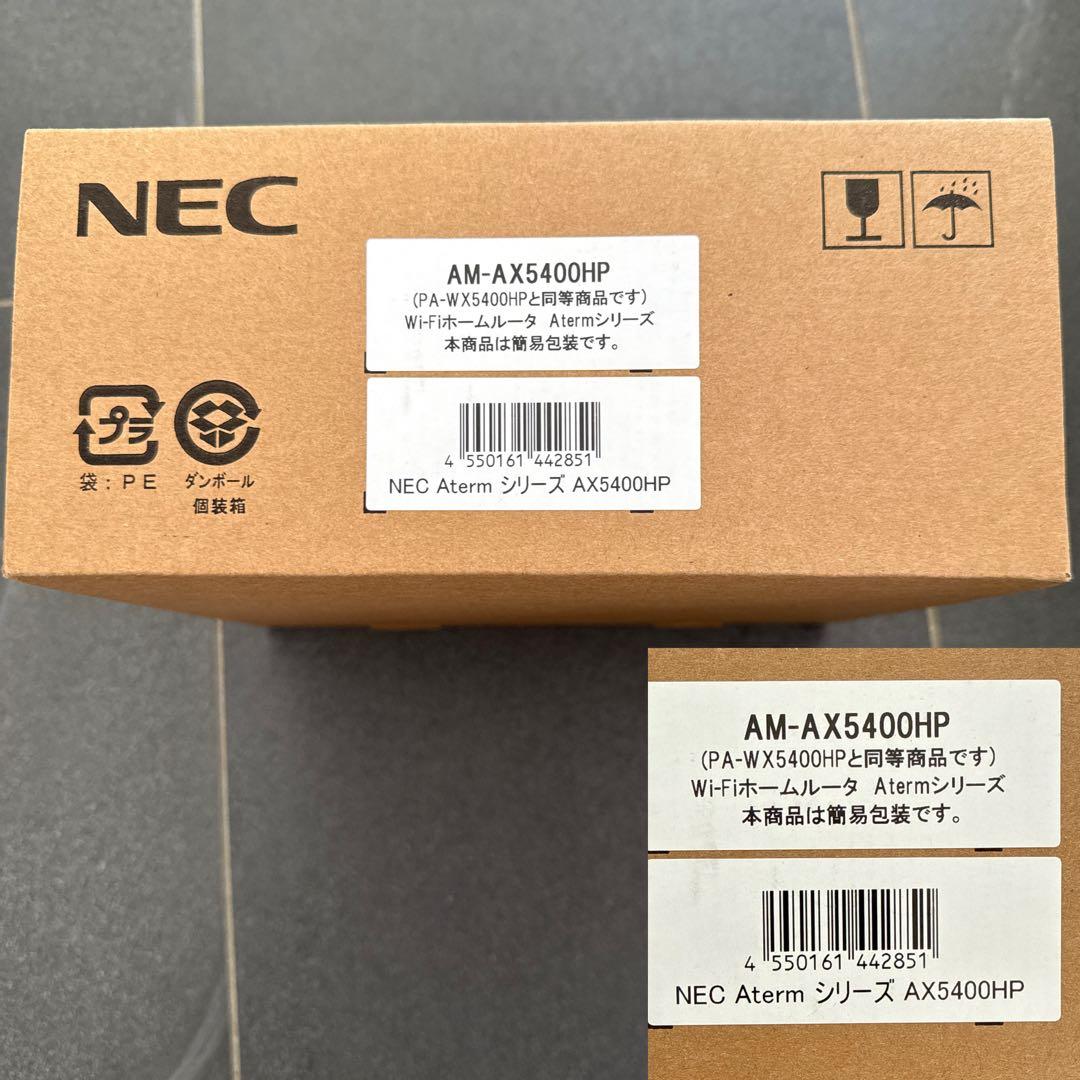 NEC
AM-AX5400HP
(PA-WX5400HPと同等商品です)
Wi-Fiホームルータ Atermシリーズ
本商品は簡易包装です。
4 550161 442851
NEC Aterm シリーズ AX5400HP
プラ
袋:PE
ダンボール
個装箱
AM-AX5400HP
(PA-WX5400HPと同等商品です)
Wi-Fiホームルータ Atermシリーズ
本商品は簡易包装です。
4 550161 442851
NEC Aterm シリーズ AX5400HP